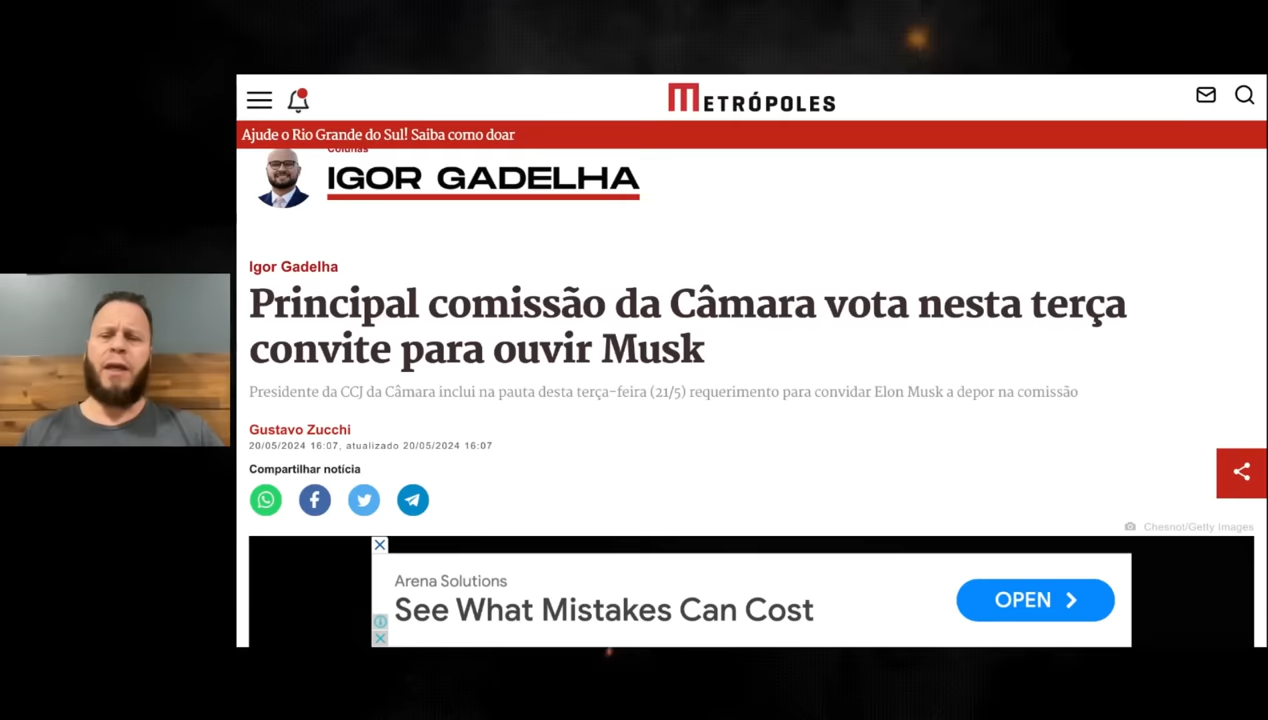 METRÓPOLES
Ajude o Rio Grande do Sul! Saiba como doar
Colunas
IGOR GADELHA
Igor Gadelha
Principal comissão da Câmara vota nesta terça
convite para ouvir Musk
Presidente da CCJ da Câmara inclui na pauta desta terça-feira (21/5) requerimento para convidar Elon Musk a depor na comissão
Gustavo Zucchi
20/05/2024 16:07, atualizado 20/05/2024 16:07
Compartilhar notícia
Chesnot/Getty Images
Arena Solutions
See What Mistakes Can Cost
OPEN